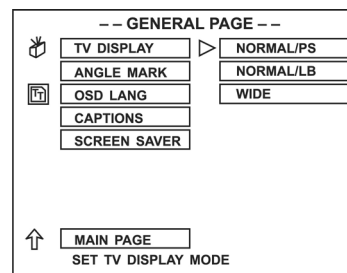 – – GENERAL PAGE – –
TV DISPLAY
NORMAL/PS
ANGLE MARK
NORMAL/LB
OSD LANG
WIDE
CAPTIONS
SCREEN SAVER
MAIN PAGE
SET TV DISPLAY MODE